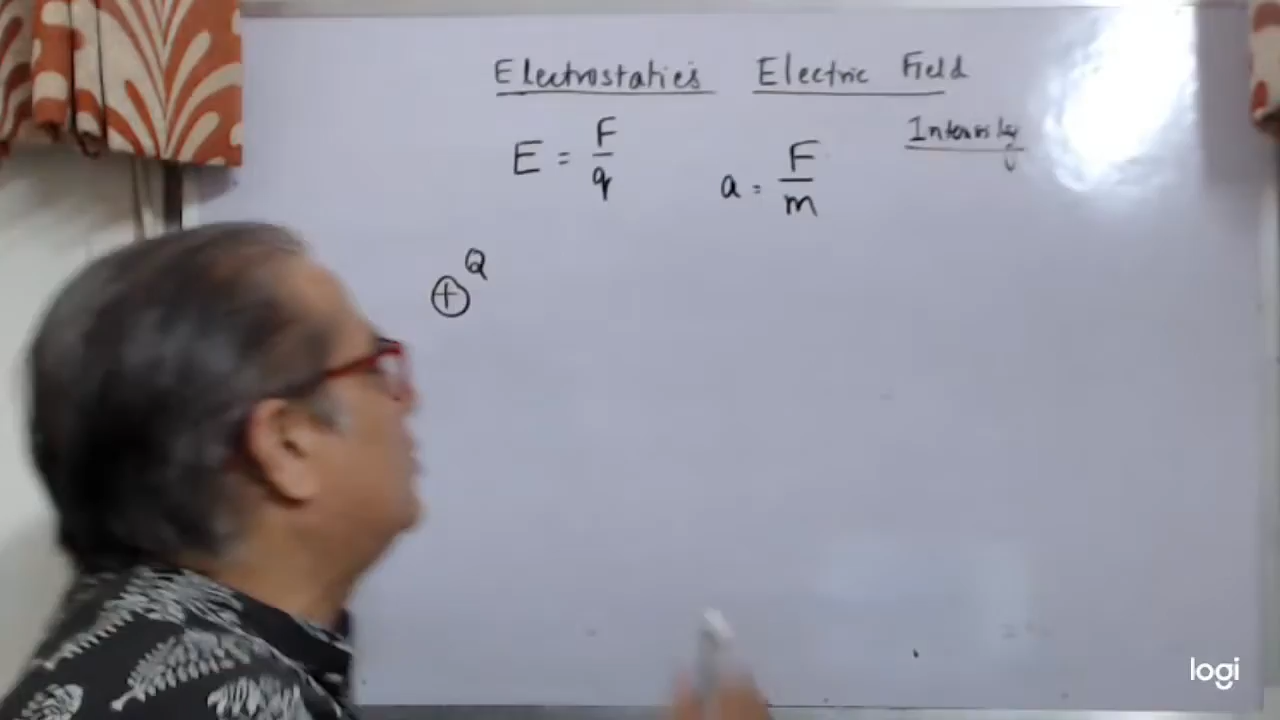 Electrostatics Electric Field
Intensity
E = F/q
a = F/m
Q
+
logi